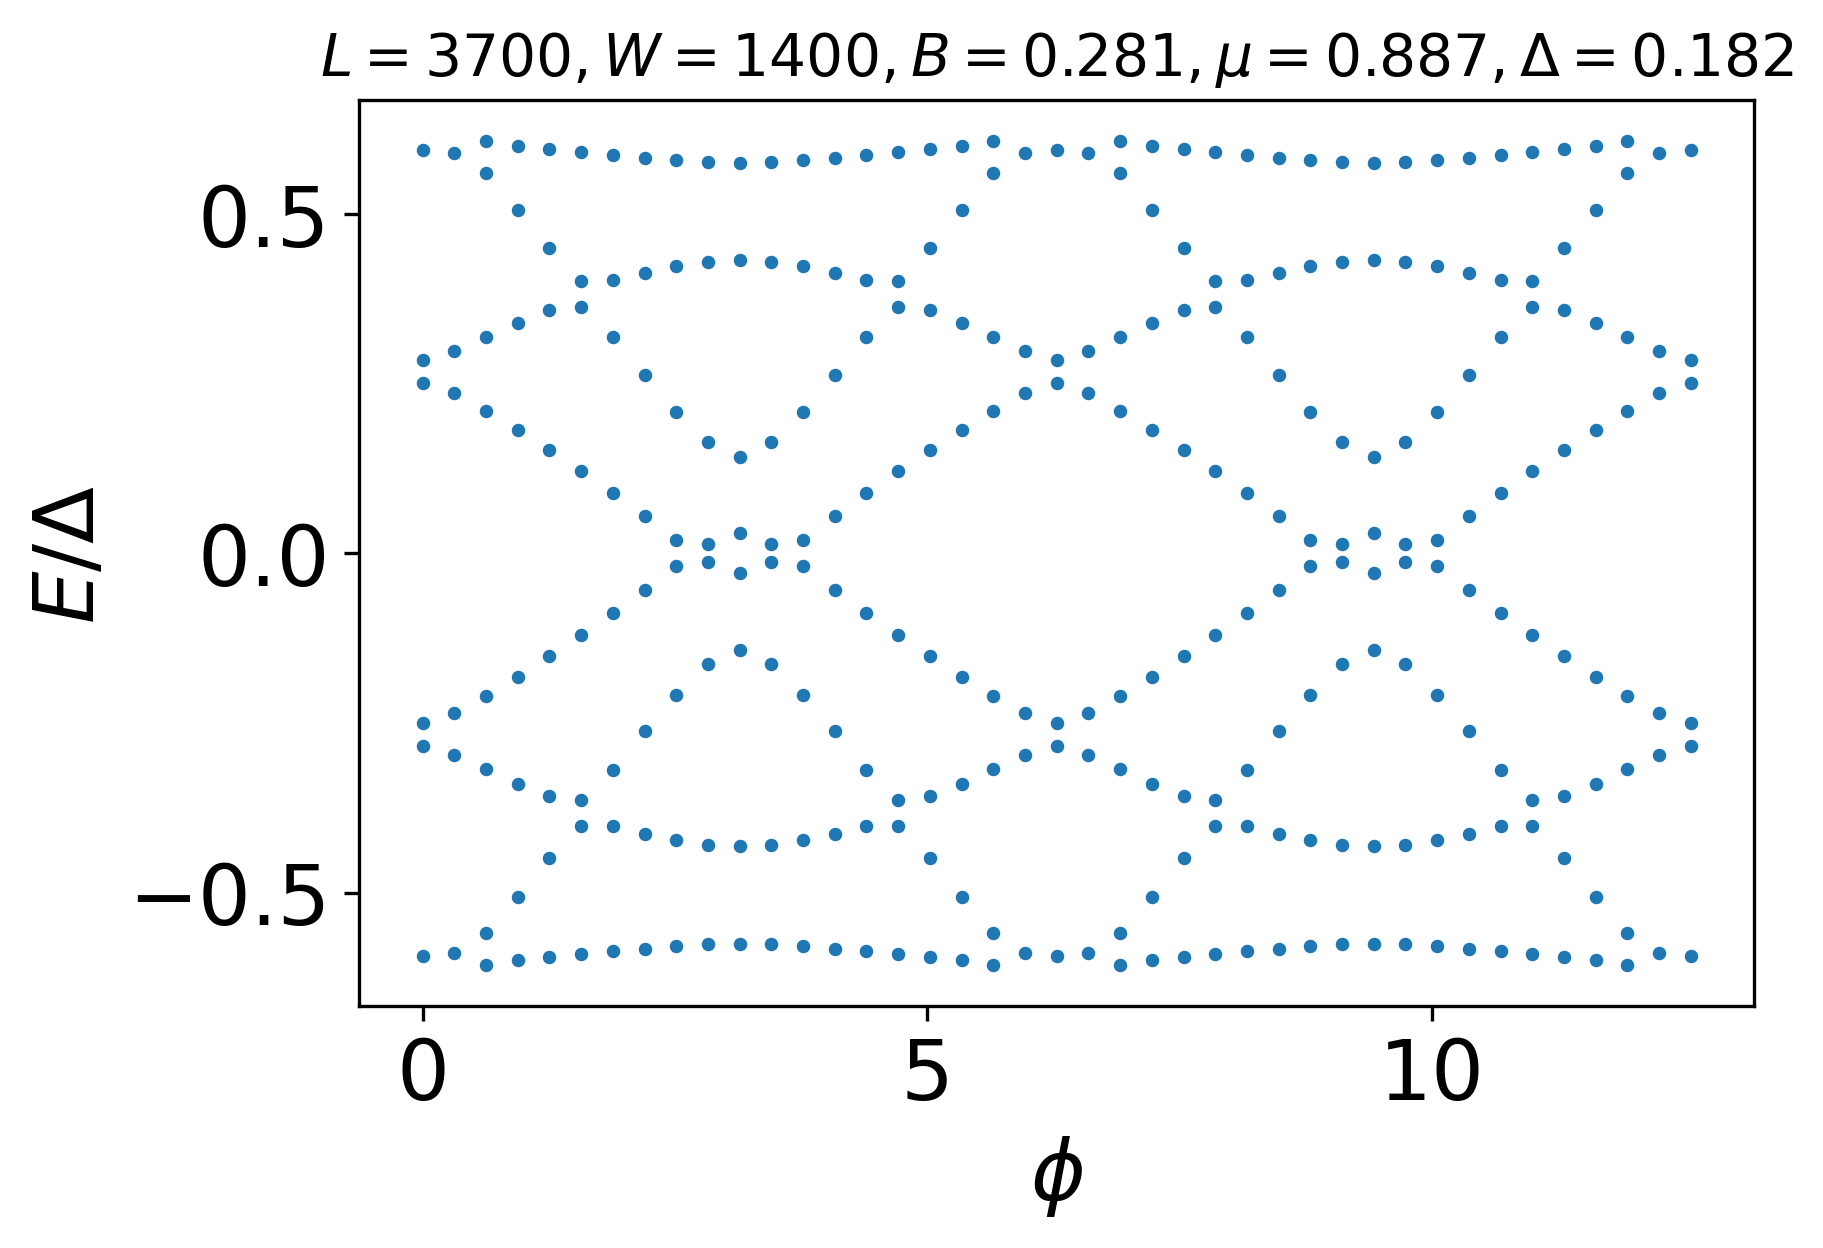 L = 3700, W = 1400, B = 0.281, μ = 0.887, Δ = 0.182
0.5
0.0
−0.5
E/Δ
0 5 10
ϕ